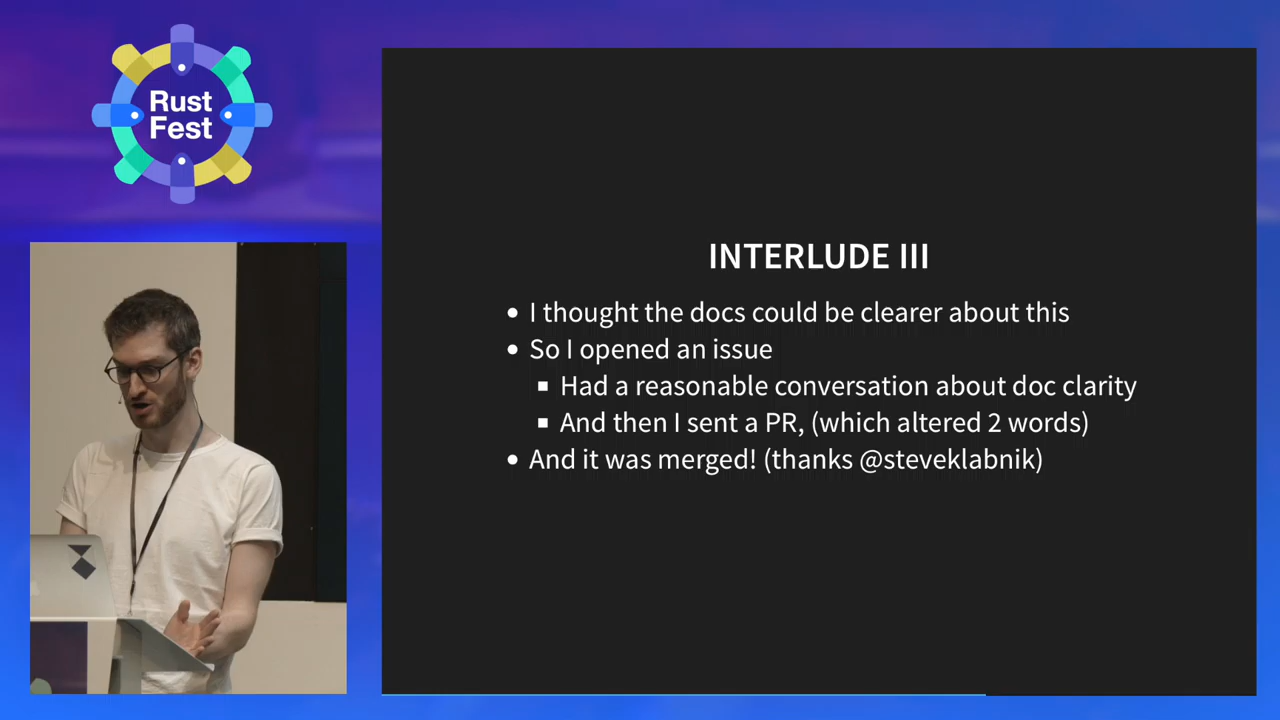 Rust
Fest
INTERLUDE III
I thought the docs could be clearer about this
So I opened an issue
Had a reasonable conversation about doc clarity
And then I sent a PR, (which altered 2 words)
And it was merged! (thanks @steveklabnik)